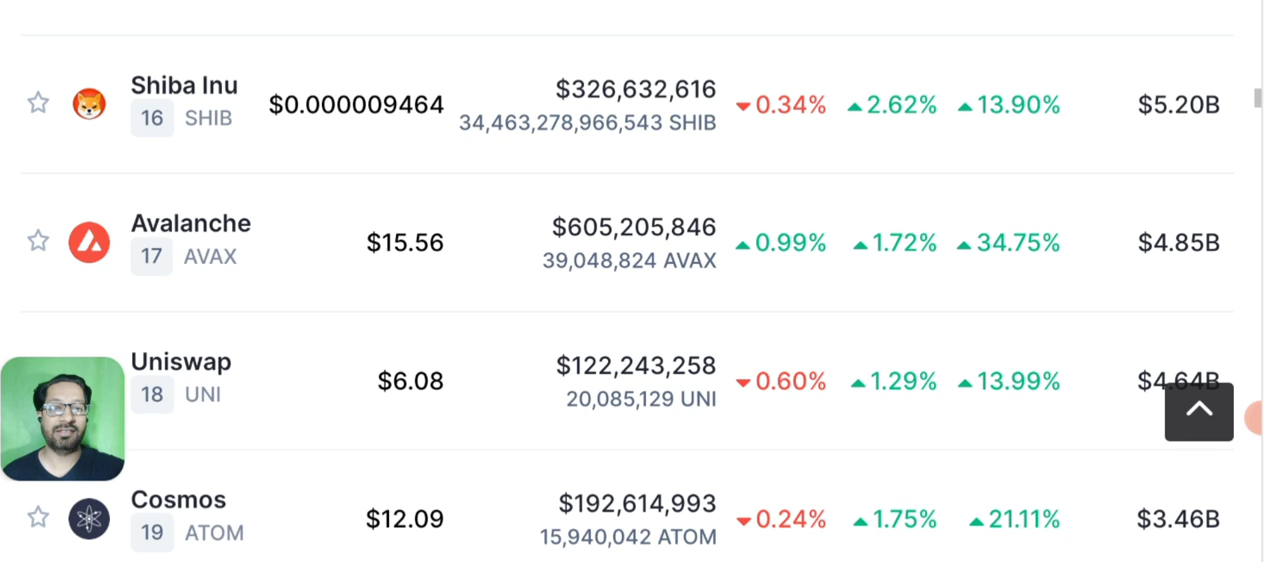 Shiba Inu
16 SHIB
$0.000009464
$326,632,616
34,463,278,966,543 SHIB
0.34%
2.62%
13.90%
$5.20B
Avalanche
17 AVAX
$15.56
$605,205,846
39,048,824 AVAX
0.99%
1.72%
34.75%
$4.85B
Uniswap
18 UNI
$6.08
$122,243,258
20,085,129 UNI
0.60%
1.29%
13.99%
$4.64B
Cosmos
19 ATOM
$12.09
$192,614,993
15,940,042 ATOM
0.24%
1.75%
21.11%
$3.46B